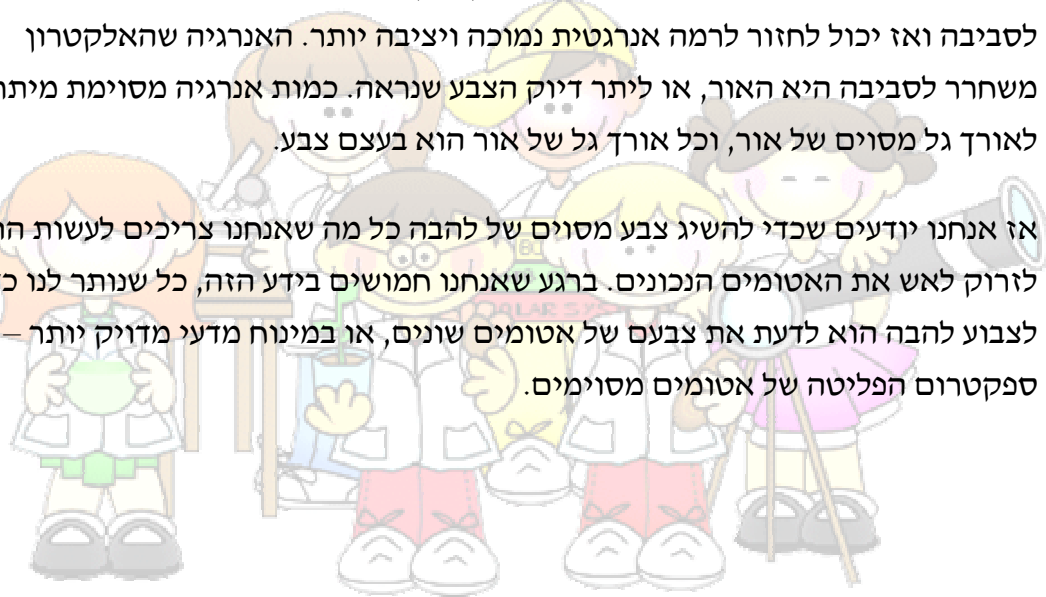 לסביבה ואז יכול לחזור לרמה אנרגטית נמוכה ויציבה יותר. האנרגיה שהאלקטרון
משחרר לסביבה היא האור, או ליתר דיוק הצבע שנראה. כמות אנרגיה מסוימת
לאורך גל מסוים של אור, וכל אורך גל של אור הוא בעצם צבע.
אז אנחנו יודעים שכדי להשיג צבע מסוים של להבה כל מה שאנחנו צריכים לעשות
לזרוק לאש את האטומים הנכונים. ברגע שאנחנו חמושים בידע הזה, כל שנותר לנו
לצבוע להבה הוא לדעת את צבעם של אטומים שונים, או במינוח מדעי מדויק יותר –
ספקטרום הפליטה של אטומים מסוימים.